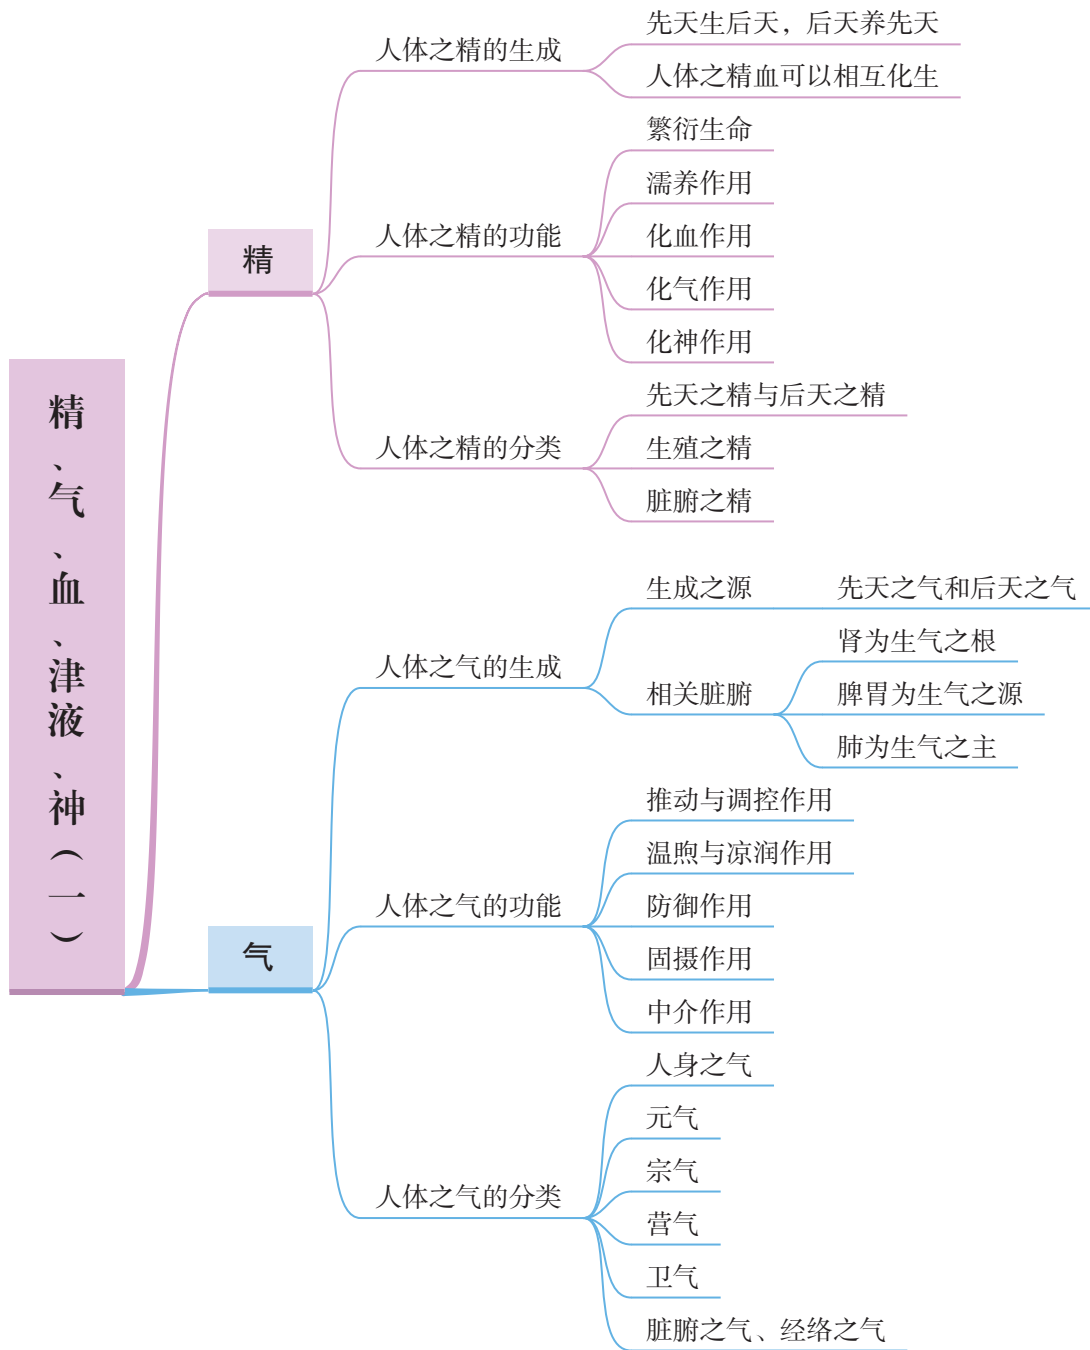 精、气、血、津液、神（一）
精
人体之精的生成
先天生后天，后天养先天
人体之精血可以相互化生
人体之精的功能
繁衍生命
濡养作用
化血作用
化气作用
化神作用
人体之精的分类
先天之精与后天之精
生殖之精
脏腑之精
气
人体之气的生成
生成之源
先天之气和后天之气
相关脏腑
肾为生气之根
脾胃为生气之源
肺为生气之主
人体之气的功能
推动与调控作用
温煦与凉润作用
防御作用
固摄作用
中介作用
人体之气的分类
人身之气
元气
宗气
营气
卫气
脏腑之气、经络之气